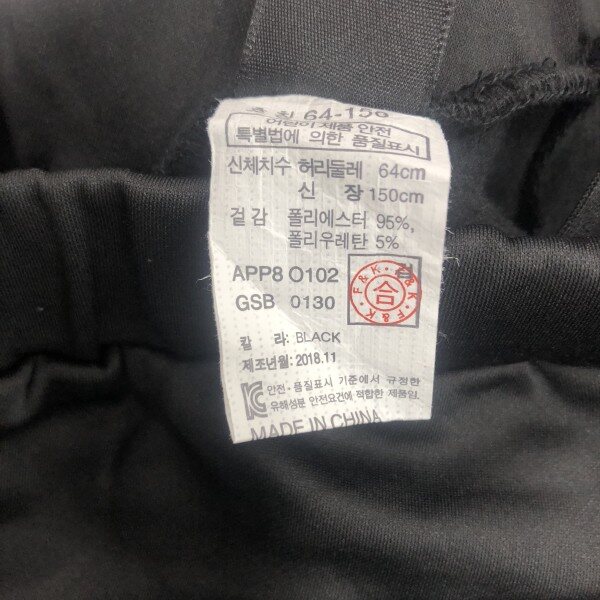 호 칭 64-150
어린이제품 안전
특별법에 의한 품질표시
신체치수 허리둘레 64cm
신 장 150cm
겉 감 폴리에스터 95%,
폴리우레탄 5%
APP8 O102 검
GSB 0130
F&K·F&K·F&K 合
칼 라: BLACK
제조년월: 2018.11
안전·품질표시 기준에서 규정한
유해성분 안전요건에 적합한 제품임.
MADE IN CHINA